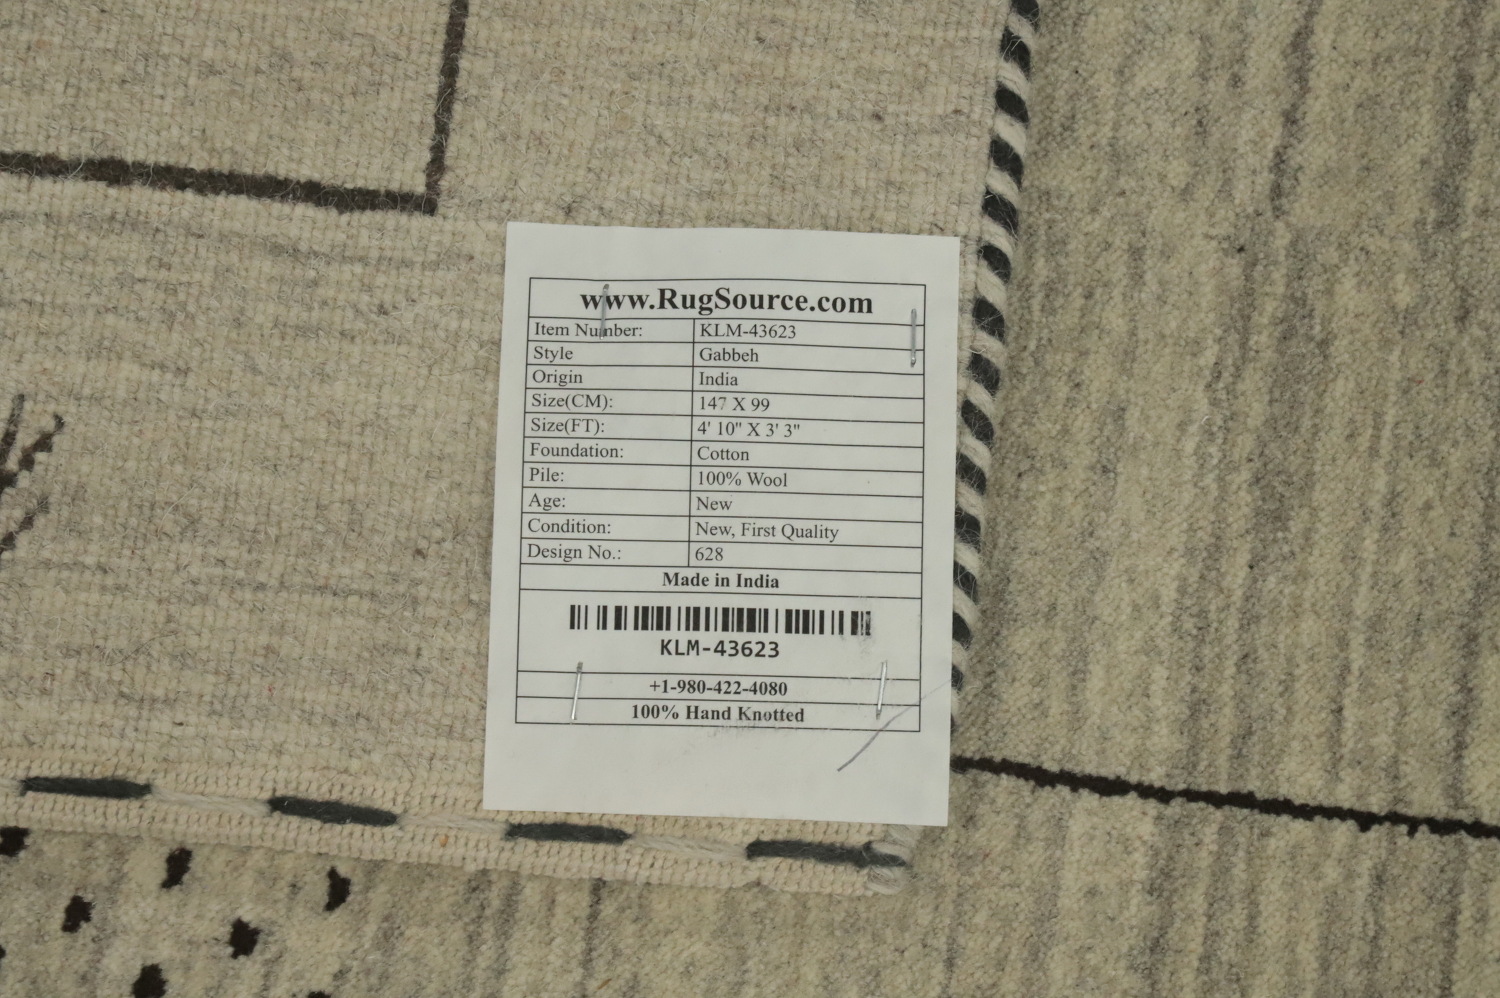 www.RugSource.com
Item Number: KLM-43623
Style Gabbeh
Origin India
Size(CM): 147 X 99
Size(FT): 4' 10" X 3' 3"
Foundation: Cotton
Pile: 100% Wool
Age: New
Condition: New, First Quality
Design No.: 628
Made in India
KLM-43623
+1-980-422-4080
100% Hand Knotted